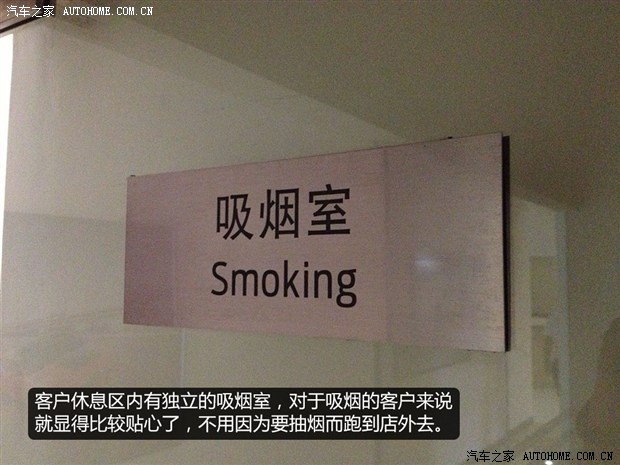 汽车之家 AUTOHOME.COM.CN
吸烟室
Smoking
客户休息区内有独立的吸烟室，对于吸烟的客户来说
就显得比较贴心了，不用因为要抽烟而跑到店外去。
汽车之家 AUTOHOME.COM.CN